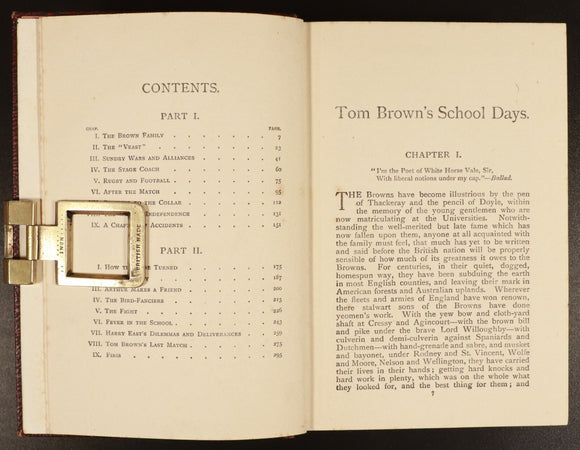 CONTENTS.
PART I.
CHAP. PAGE.
I. THE BROWN FAMILY . . . . . . . 7
II. THE "VEAST" . . . . . . . 23
III. SUNDRY WARS AND ALLIANCES . . . . . 41
IV. THE STAGE COACH . . . . . . . 60
V. RUGBY AND FOOTBALL . . . . . . 75
VI. AFTER THE MATCH . . . . . . . 95
TO THE COLLAR . . . . . . 112
INDEPENDENCE . . . . . 131
IX. A CHAP ACCIDENTS . . . . . 151
PART II.
I. HOW THE TURNED . . . . . . 175
187
III. ARTHUR MAKES A FRIEND . . . . . 200
IV. THE BIRD-FANCIERS . . . . . . 213
V. THE FIGHT . . . . . . . 226
VI. FEVER IN THE SCHOOL . . . . . . 239
VII. HARRY EAST'S DILEMMAS AND DELIVERANCES . . . 259
VIII. TOM BROWN'S LAST MATCH . . . . . 273
IX. FINIS . . . . . . . 295
BRITISH MADE
Tom Brown's School Days.
CHAPTER I.
"I'm the Poet of White Horse Vale, Sir,
With liberal notions under my cap."—Ballad.
THE Browns have become illustrious by the pen
of Thackeray and the pencil of Doyle, within
the memory of the young gentlemen who are
now matriculating at the Universities. Notwith-
standing the well-merited but late fame which has
now fallen upon them, anyone at all acquainted with
the family must feel, that much has yet to be written
and said before the British nation will be properly
sensible of how much of its greatness it owes to the
Browns. For centuries, in their quiet, dogged,
homespun way, they have been subduing the earth
in most English counties, and leaving their mark in
American forests and Australian uplands. Wherever
the fleets and armies of England have won renown,
there stalwart sons of the Browns have done
yeomen's work. With the yew bow and cloth-yard
shaft at Cressy and Agincourt—with the brown bill
and pike under the brave Lord Willoughby—with
culverin and demi-culverin against Spaniards and
Dutchmen—with hand-grenade and sabre, and musket
and bayonet, under Rodney and St. Vincent, Wolfe
and Moore, Nelson and Wellington, they have carried
their lives in their hands; getting hard knocks and
hard work in plenty, which was on the whole what
they looked for, and the best thing for them; and
7